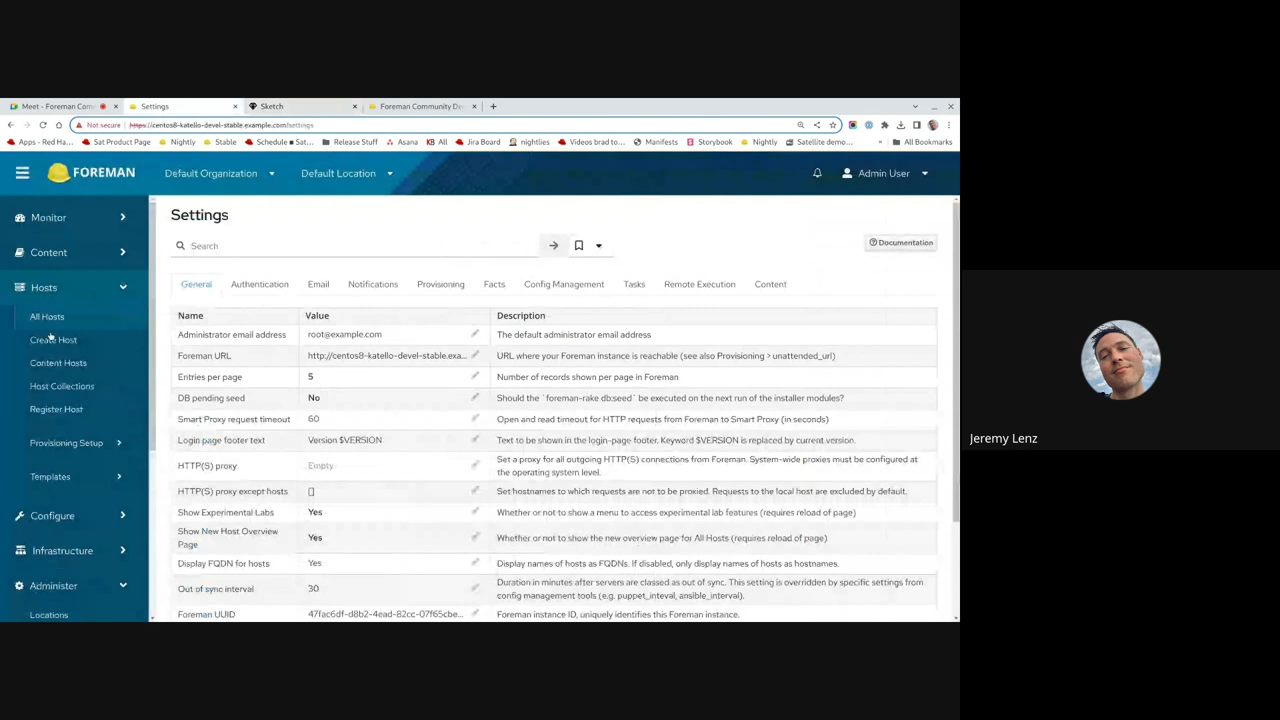 Meet - Foreman Com
Settings
Sketch
Foreman Community De
Not secure
https://centos8-katello-devel-stable.example.com/settings
Apps - Red Ha...
Sat Product Page
Nightly
Stable
Schedule ■ Sat...
Release Stuff
Asana
KB All
Jira Board
nightlies
Videos brad to...
Manifests
Storybook
Nightly
Satellite demo...
»
All Bookmarks
FOREMAN
Default Organization
Default Location
Admin User
Monitor
Content
Hosts
All Hosts
Create Host
Content Hosts
Host Collections
Register Host
Provisioning Setup
Templates
Configure
Infrastructure
Administer
Locations
Settings
Search
Documentation
General Authentication Email Notifications Provisioning Facts Config Management Tasks Remote Execution Content
Name Value Description
Administrator email address root@example.com The default administrator email address
Foreman URL http://centos8-katello-devel-stable.exa... URL where your Foreman instance is reachable (see also Provisioning > unattended_url)
Entries per page 5 Number of records shown per page in Foreman
DB pending seed No Should the `foreman-rake db:seed` be executed on the next run of the installer modules?
Smart Proxy request timeout 60 Open and read timeout for HTTP requests from Foreman to Smart Proxy (in seconds)
Login page footer text Version $VERSION Text to be shown in the login-page footer. Keyword $VERSION is replaced by current version.
HTTP(S) proxy Empty Set a proxy for all outgoing HTTP(S) connections from Foreman. System-wide proxies must be configured at
the operating system level.
HTTP(S) proxy except hosts [] Set hostnames to which requests are not to be proxied. Requests to the local host are excluded by default.
Show Experimental Labs Yes Whether or not to show a menu to access experimental lab features (requires reload of page)
Show New Host Overview
Page Yes Whether or not to show the new overview page for All Hosts (requires reload of page)
Display FQDN for hosts Yes Display names of hosts as FQDNs. If disabled, only display names of hosts as hostnames.
Out of sync interval 30 Duration in minutes after servers are classed as out of sync. This setting is overridden by specific settings from
config management tools (e.g. puppet_inteval, ansible_interval).
Foreman UUID 47fac6df-d8b2-4ead-82cc-07f65cbe... Foreman instance ID, uniquely identifies this Foreman instance.
Jeremy Lenz